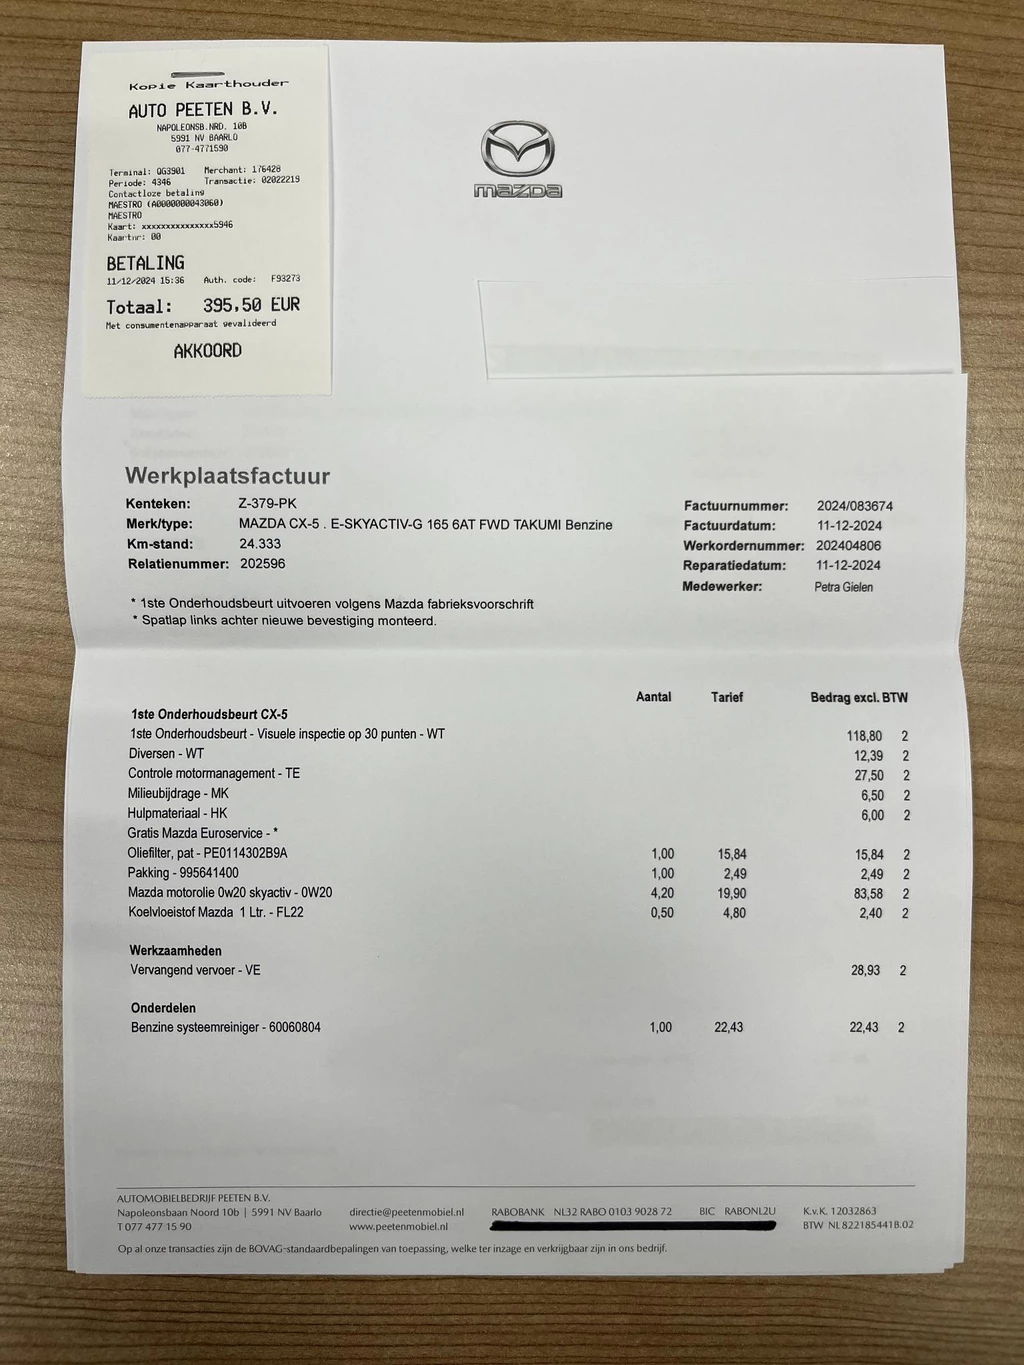 Kopie Kaarthouder
AUTO PEETEN B.V.
NAPOLEONSB.NRD. 10B
5991 NV BAARLO
077-4771590
Terminal: QG3901 Merchant: 176428
Periode: 4346 Transactie: 02022219
Contactloze betaling
MAESTRO (A0000000043060)
MAESTRO
Kaart: xxxxxxxxxxxxxxx5946
Kaartnr: 00
BETALING
11/12/2024 15:36 Auth. code: F93273
Totaal: 395,50 EUR
Met consumentenapparaat gevalideerd
AKKOORD
mazda
Werkplaatsfactuur
Kenteken: Z-379-PK
Merk/type: MAZDA CX-5 . E-SKYACTIV-G 165 6AT FWD TAKUMI Benzine
Km-stand: 24.333
Relatienummer: 202596
Factuurnummer: 2024/083674
Factuurdatum: 11-12-2024
Werkordernummer: 202404806
Reparatiedatum: 11-12-2024
Medewerker: Petra Gielen
* 1ste Onderhoudsbeurt uitvoeren volgens Mazda fabrieksvoorschrift
* Spatlap links achter nieuwe bevestiging monteerd.
Aantal Tarief Bedrag excl. BTW
1ste Onderhoudsbeurt CX-5
1ste Onderhoudsbeurt - Visuele inspectie op 30 punten - WT 118,80 2
Diversen - WT 12,39 2
Controle motormanagement - TE 27,50 2
Milieubijdrage - MK 6,50 2
Hulpmateriaal - HK 6,00 2
Gratis Mazda Euroservice - *
Oliefilter, pat - PE0114302B9A 1,00 15,84 15,84 2
Pakking - 995641400 1,00 2,49 2,49 2
Mazda motorolie 0w20 skyactiv - 0W20 4,20 19,90 83,58 2
Koelvloeistof Mazda 1 Ltr. - FL22 0,50 4,80 2,40 2
Werkzaamheden
Vervangend vervoer - VE 28,93 2
Onderdelen
Benzine systeemreiniger - 60060804 1,00 22,43 22,43 2
AUTOMOBIELBEDRIJF PEETEN B.V.
Napoleonsbaan Noord 10b | 5991 NV Baarlo directie@peetenmobiel.nl RABOBANK NL32 RABO 0103 9028 72 BIC RABONL2U K.v.K. 12032863
T 077 477 15 90 www.peetenmobiel.nl BTW NL 822185441B.02
Op al onze transacties zijn de BOVAG-standaardbepalingen van toepassing, welke ter inzage en verkrijgbaar zijn in ons bedrijf.